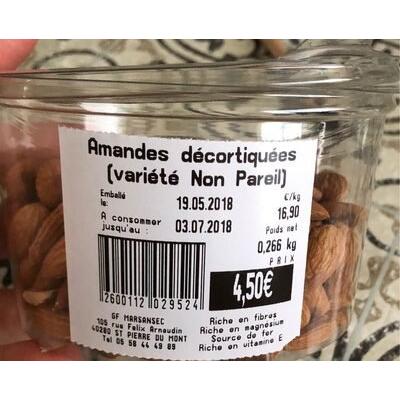 Amandes décortiquées
(variété Non Pareil)
Emballé
le: 19.05.2018
€/kg
16,90
A consommer
jusqu'au : 03.07.2018
Poids net
0,266 kg
PRIX
4,50€
2600112 029524
GF MARSANSEC
105 rue Felix Arnaudin
40280 ST PIERRE DU MONT
Tel 05 58 44 49 89
Riche en fibres
Riche en magnésium
Source de fer
Riche en vitamine E